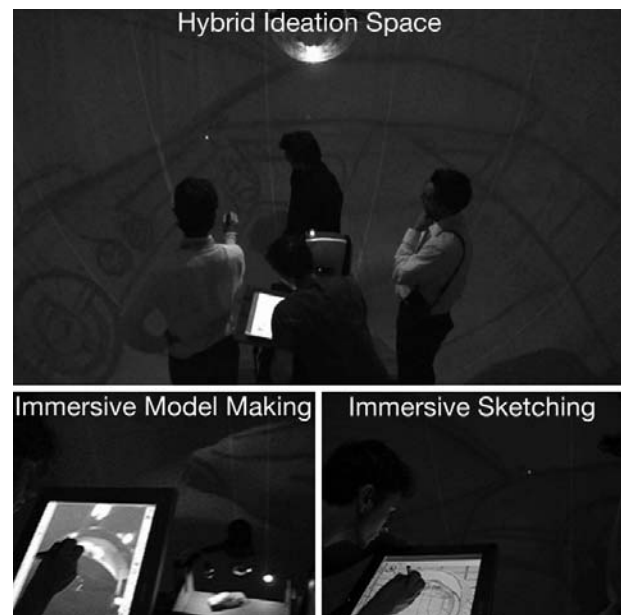 Hybrid Ideation Space
Immersive Model Making
Immersive Sketching